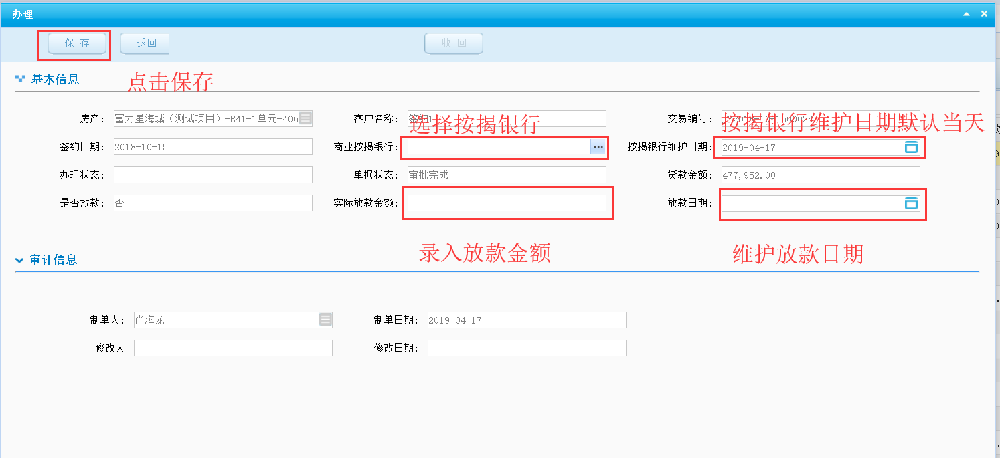 办理
保 存
返回
收 回
基本信息
点击保存
房产：
富力星海城（测试项目）-B41-1单元-406
客户名称：
选择按揭银行
交易编号：
按揭银行维护日期默认当天
签约日期：
2018-10-15
商业按揭银行：
按揭银行维护日期：
2019-04-17
办理状态：
单据状态：
审批完成
贷款金额：
477,952.00
是否放款：
否
实际放款金额：
放款日期：
录入放款金额
维护放款日期
审计信息
制单人：
肖海龙
制单日期：
2019-04-17
修改人
修改日期：